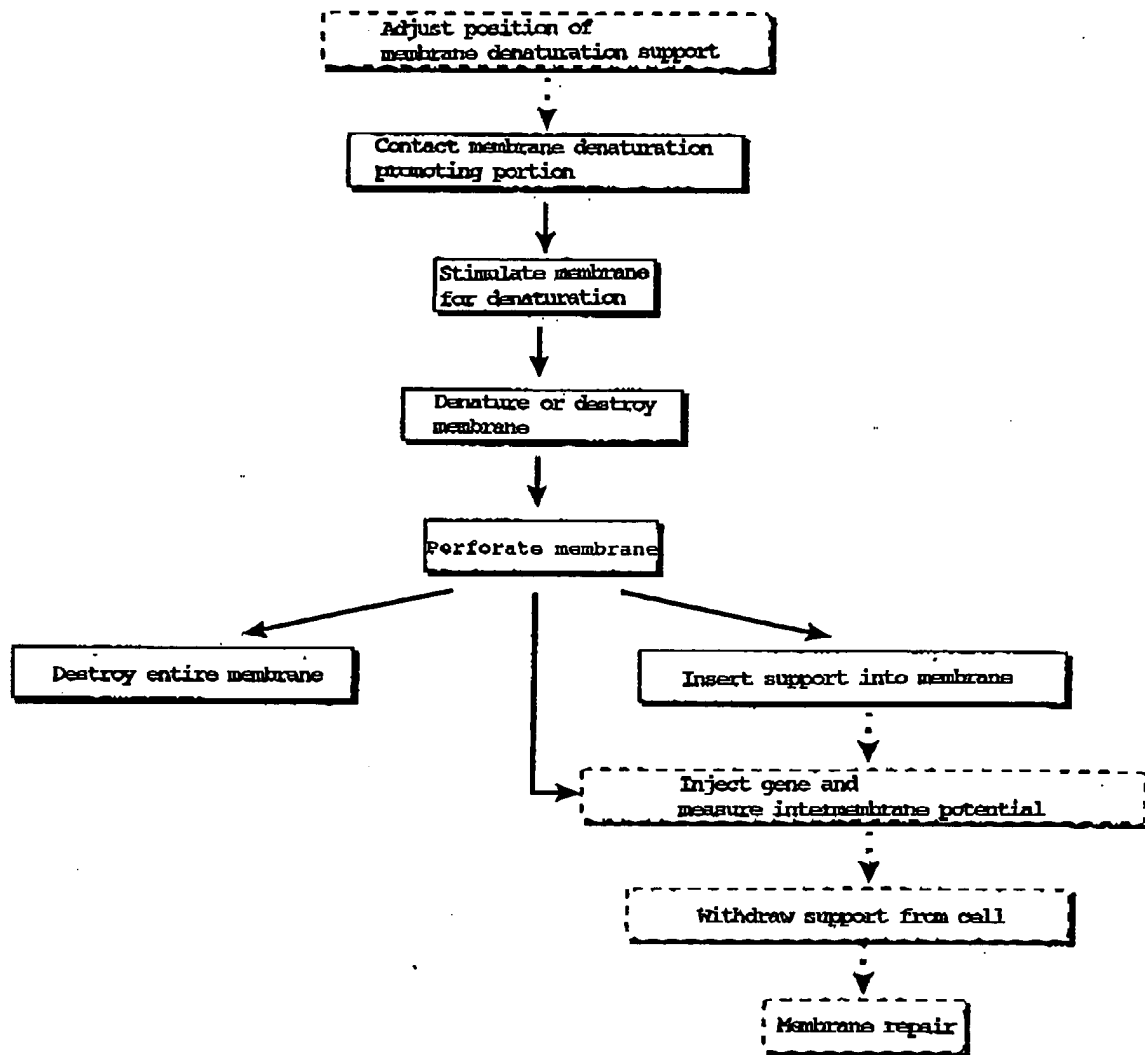 Adjust position of
membrane denaturation support
Contact membrane denaturation
promoting portion
Stimulate membrane
for denaturation
Denature or destroy
membrane
Perforate membrane
Destroy entire membrane
Insert support into membrane
Inject gene and
measure intermembrane potential
Withdraw support from cell
Membrane repair